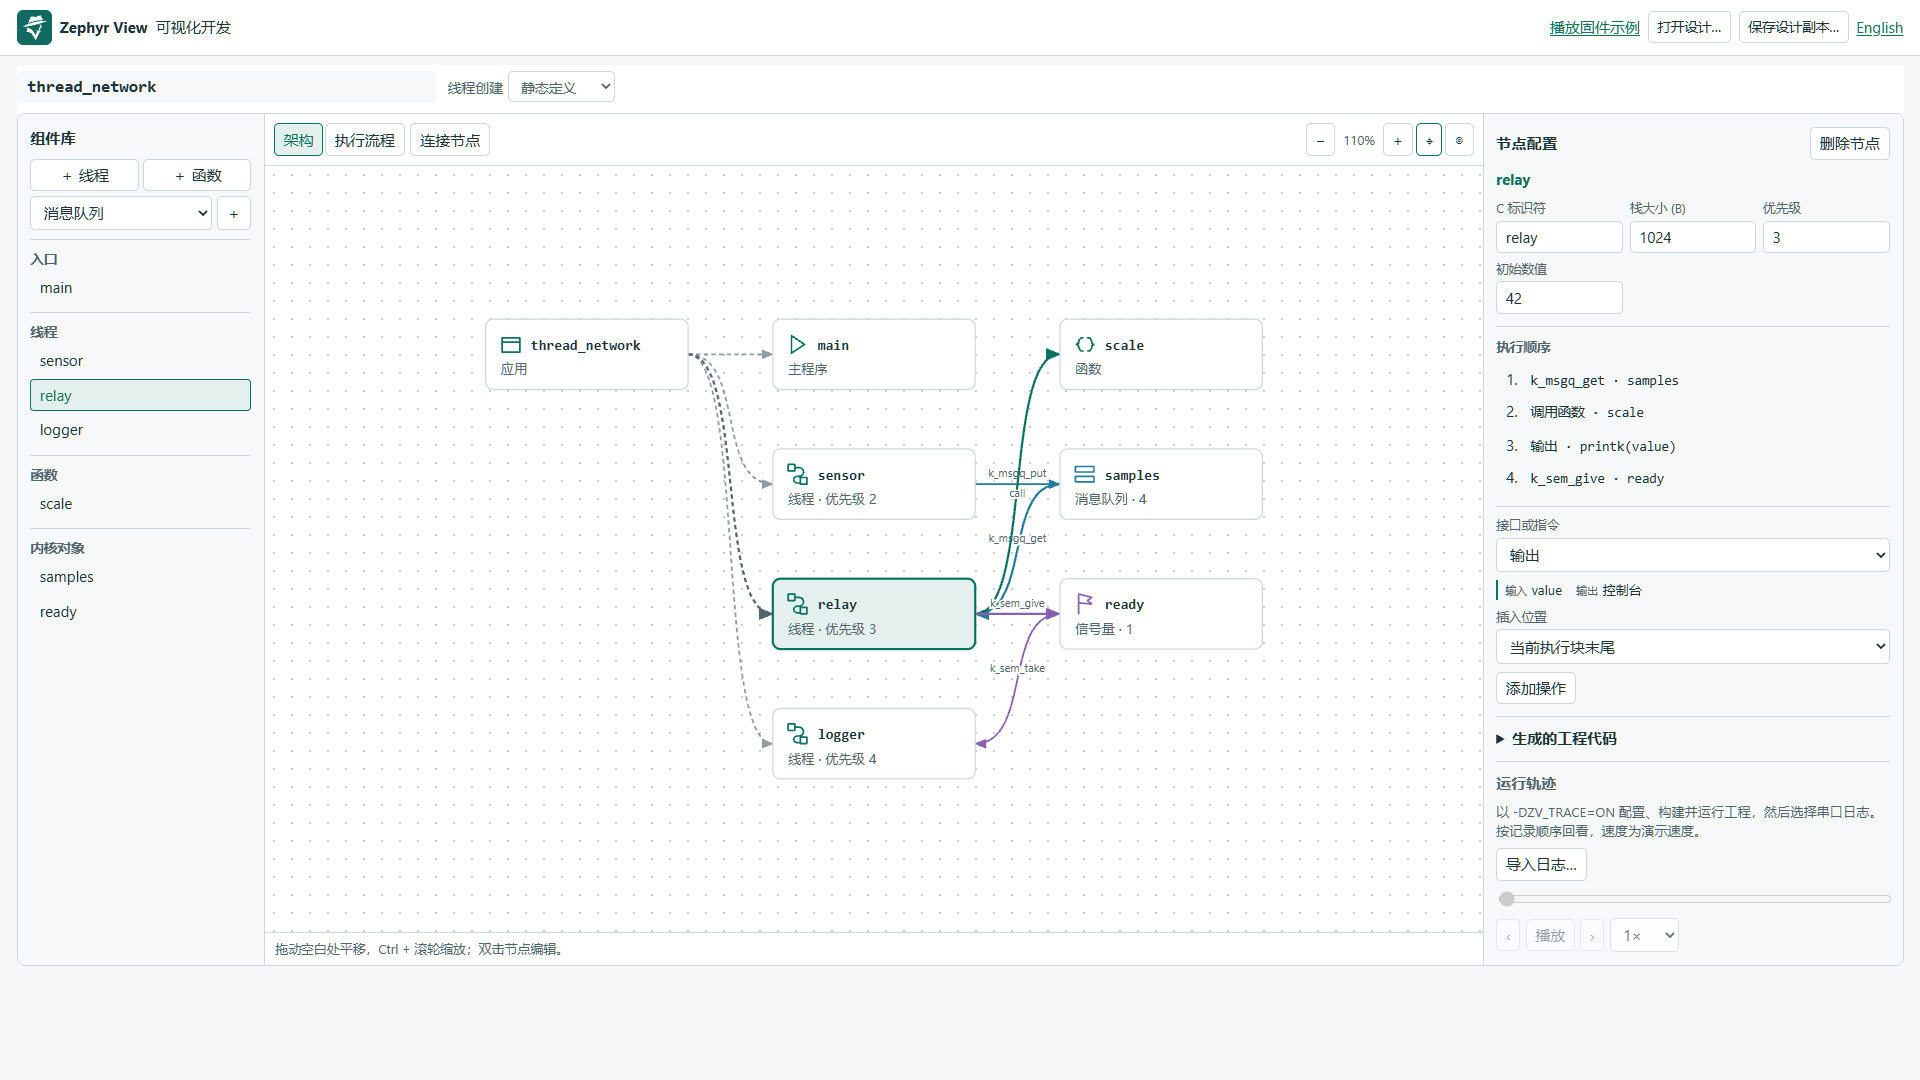 Zephyr View 可视化开发
播放固件示例
打开设计...
保存设计副本...
English
thread_network
线程创建
静态定义
组件库
+ 线程
+ 函数
消息队列
+
入口
main
线程
sensor
relay
logger
函数
scale
内核对象
samples
ready
架构
执行流程
连接节点
−
110%
+
thread_network
应用
main
主程序
scale
函数
sensor
线程 · 优先级 2
k_msgq_put
call
samples
消息队列 · 4
k_msgq_get
relay
线程 · 优先级 3
k_sem_give
ready
信号量 · 1
k_sem_take
logger
线程 · 优先级 4
拖动空白处平移，Ctrl + 滚轮缩放；双击节点编辑。
节点配置
删除节点
relay
C 标识符
栈大小 (B)
优先级
relay
1024
3
初始数值
42
执行顺序
1. k_msgq_get · samples
2. 调用函数 · scale
3. 输出 · printk(value)
4. k_sem_give · ready
接口或指令
输出
输入 value 输出 控制台
插入位置
当前执行块末尾
添加操作
生成的工程代码
运行轨迹
以 -DZV_TRACE=ON 配置、构建并运行工程，然后选择串口日志。
按记录顺序回看，速度为演示速度。
导入日志...
‹
播放
›
1×